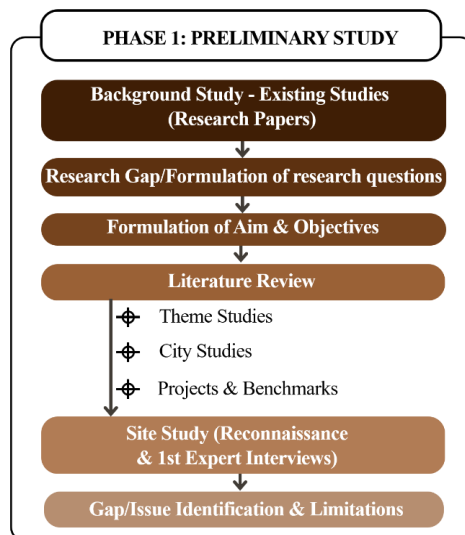 PHASE 1: PRELIMINARY STUDY
Background Study - Existing Studies
(Research Papers)
Research Gap/Formulation of research questions
Formulation of Aim & Objectives
Literature Review
Theme Studies
City Studies
Projects & Benchmarks
Site Study (Reconnaissance
& 1st Expert Interviews)
Gap/Issue Identification & Limitations